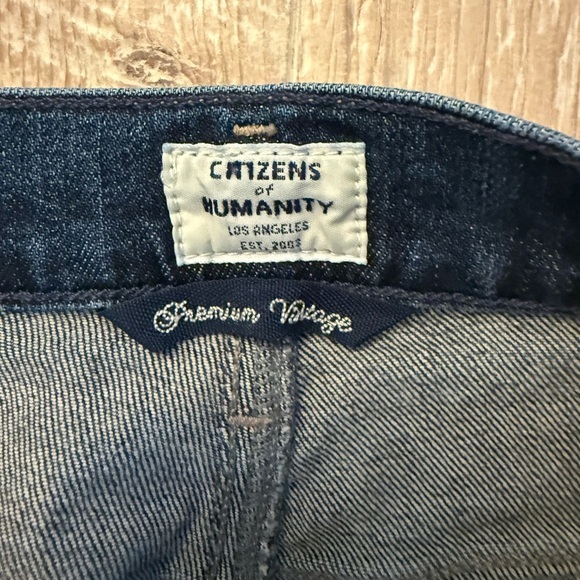 CITIZENS
of
HUMANITY
LOS ANGELES
EST. 2003
Premium Vintage